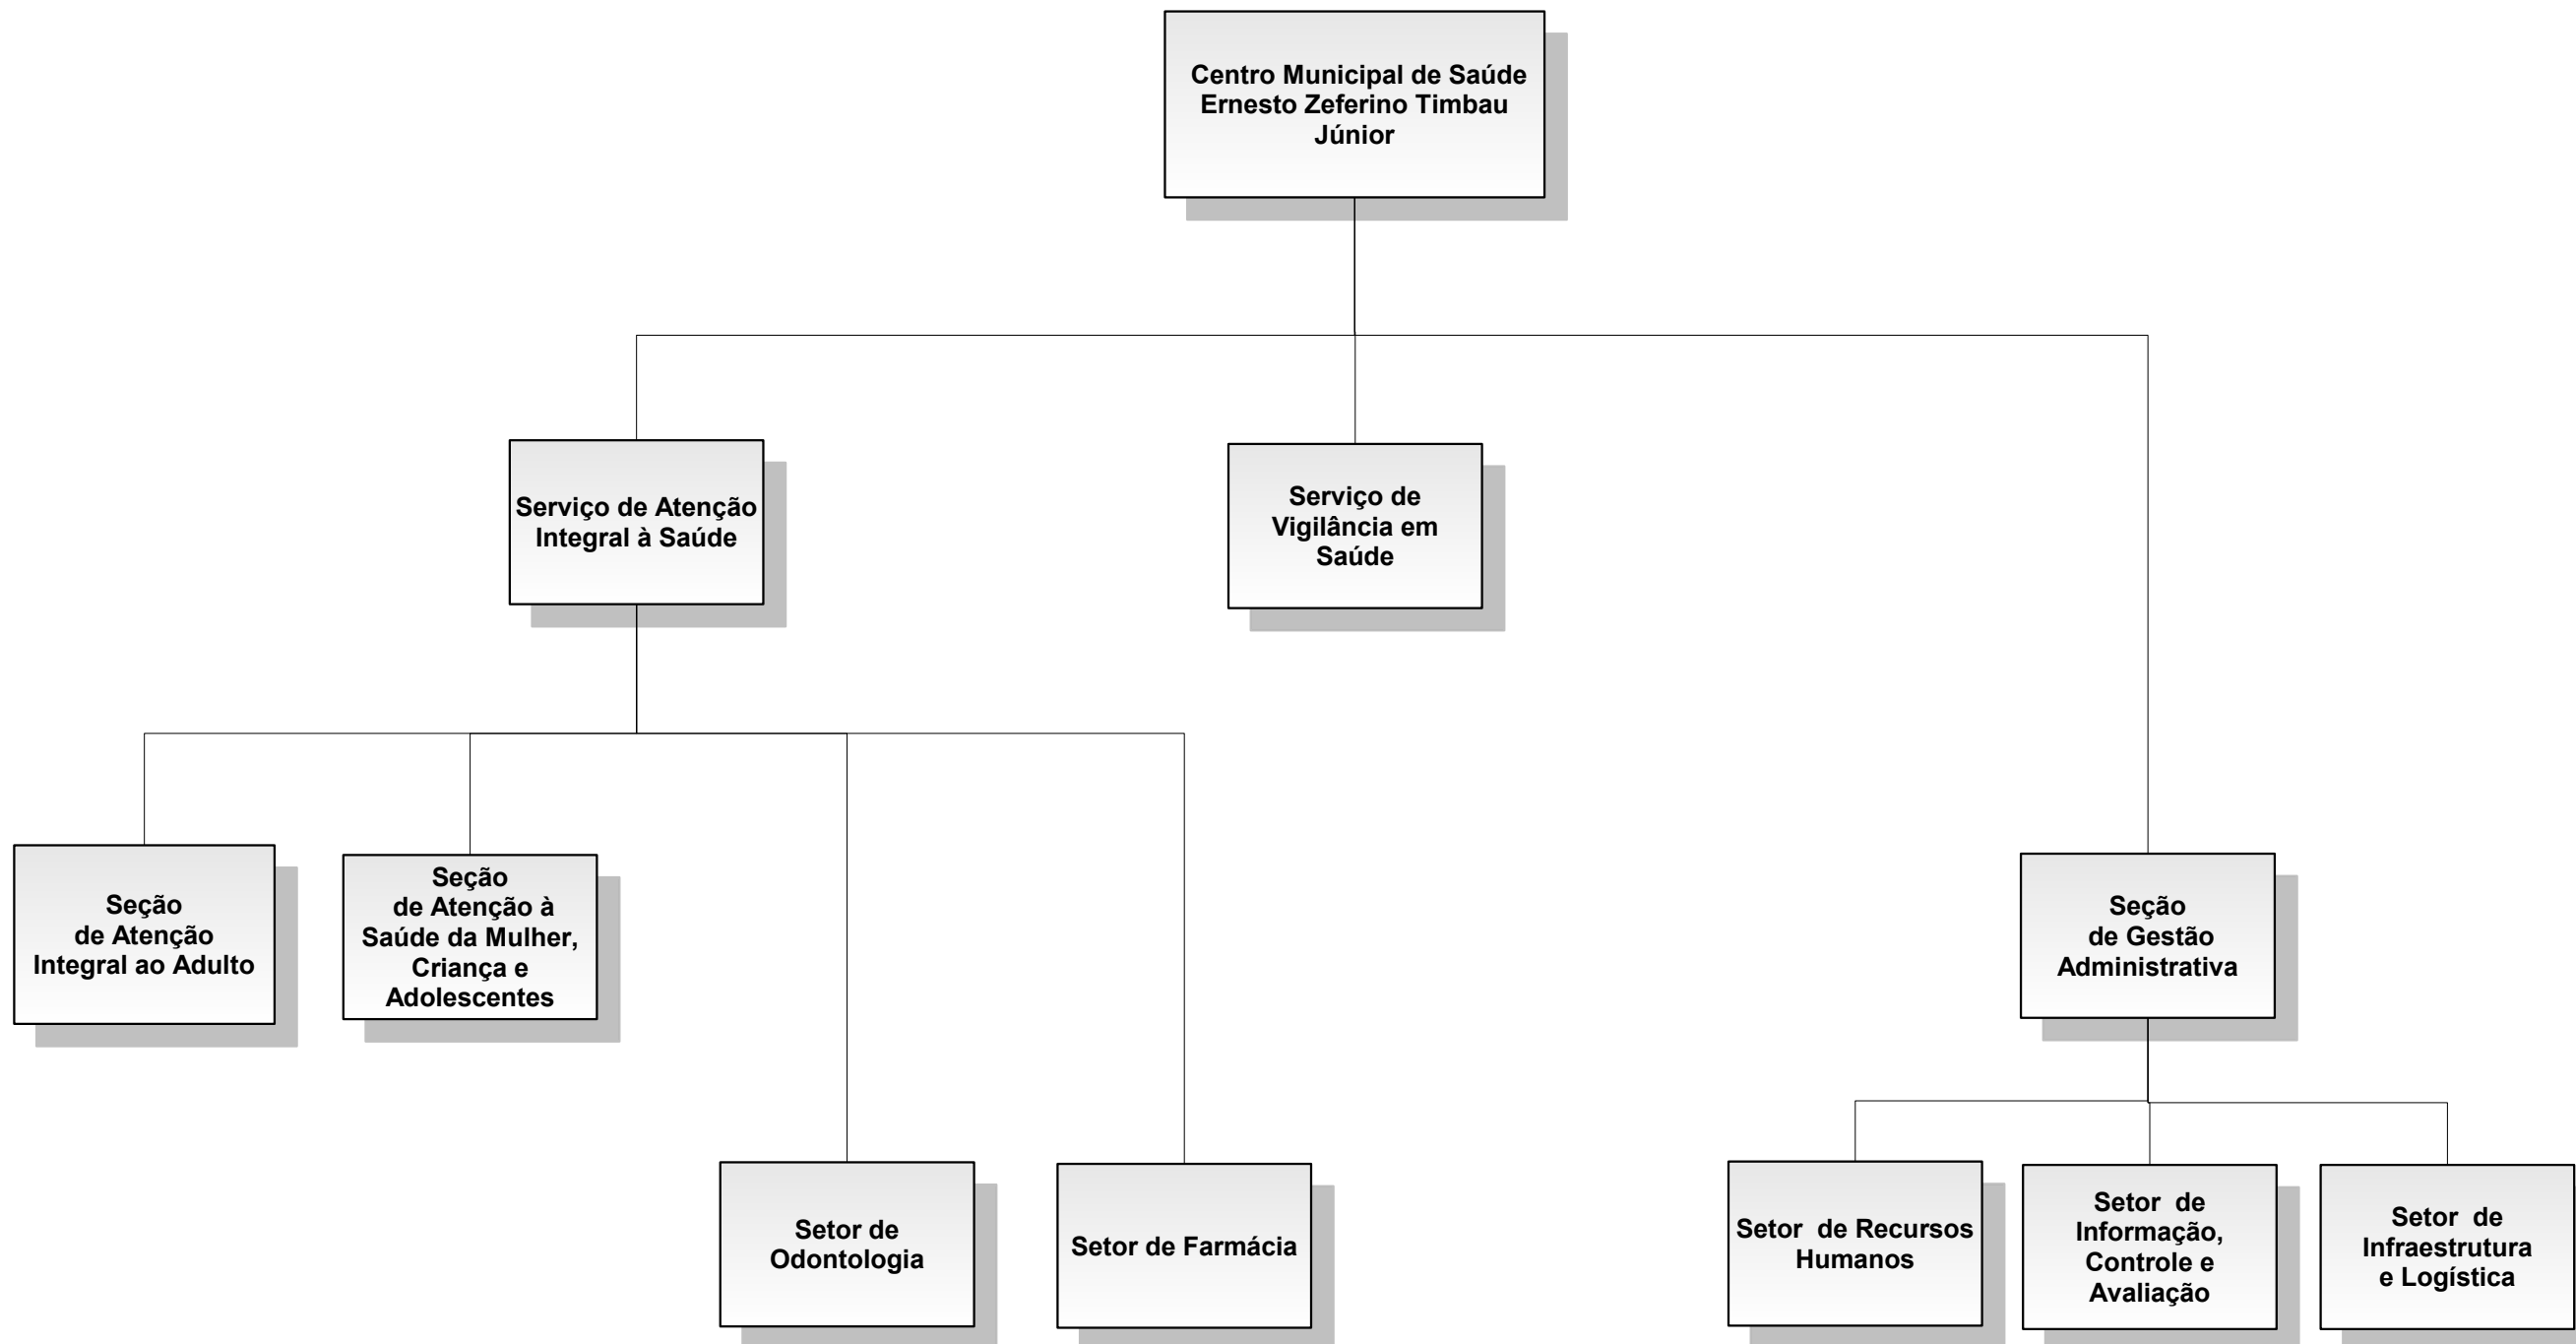 Centro Municipal de Saúde
Ernesto Zeferino Timbau
Júnior
Serviço de Atenção
Integral à Saúde
Serviço de
Vigilância em
Saúde
Seção
de Atenção
Integral ao Adulto
Seção
de Atenção à
Saúde da Mulher,
Criança e
Adolescentes
Seção
de Gestão
Administrativa
Setor de
Odontologia
Setor de Farmácia
Setor de Recursos
Humanos
Setor de
Informação,
Controle e
Avaliação
Setor de
Infraestrutura
e Logística